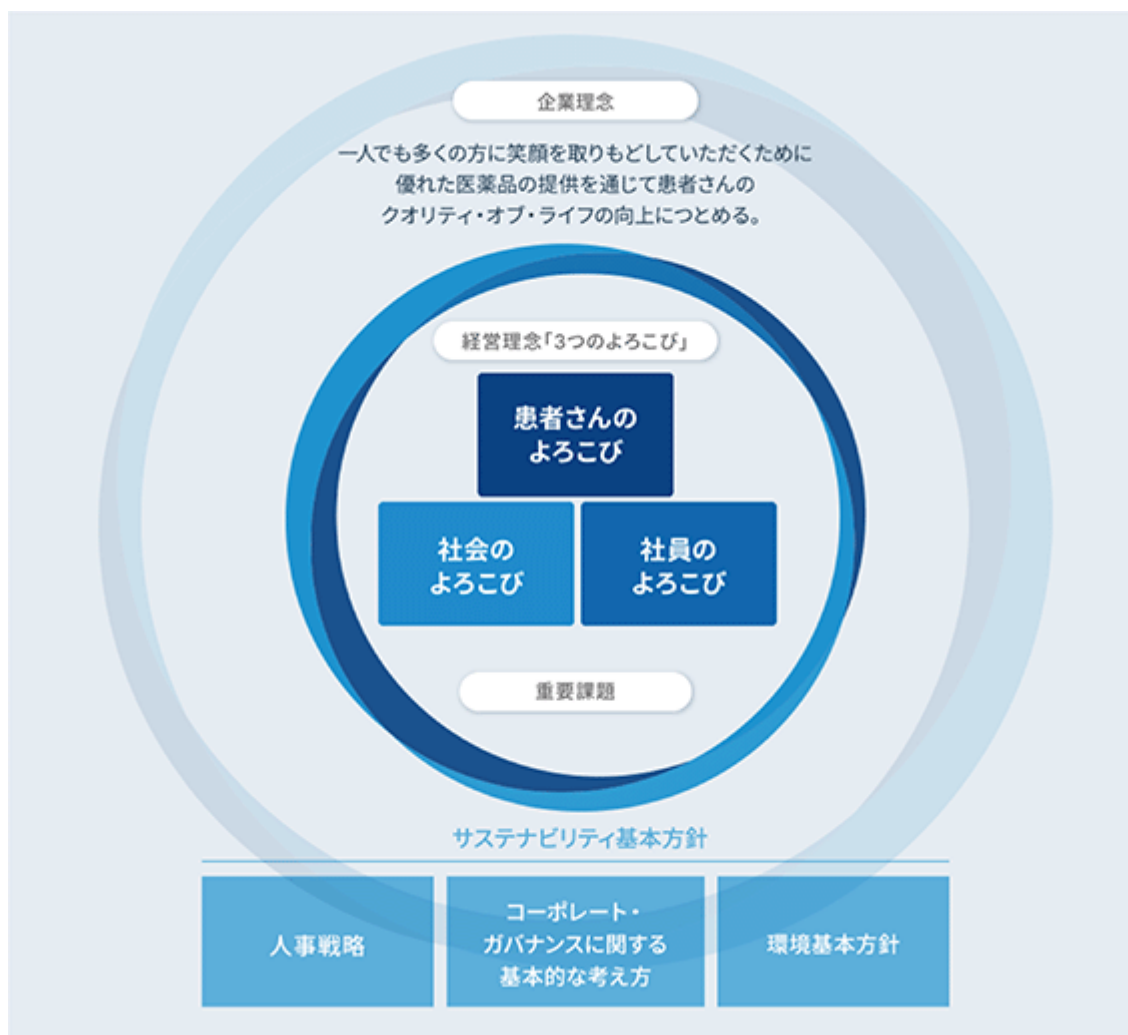 企業理念
一人でも多くの方に笑顔を取りもどしていただくために
優れた医薬品の提供を通じて患者さんの
クオリティ・オブ・ライフの向上につとめる。
経営理念「3つのよろこび」
患者さんの
よろこび
社会の
よろこび
社員の
よろこび
重要課題
サステナビリティ基本方針
人事戦略
コーポレート・
ガバナンスに関する
基本的な考え方
環境基本方針